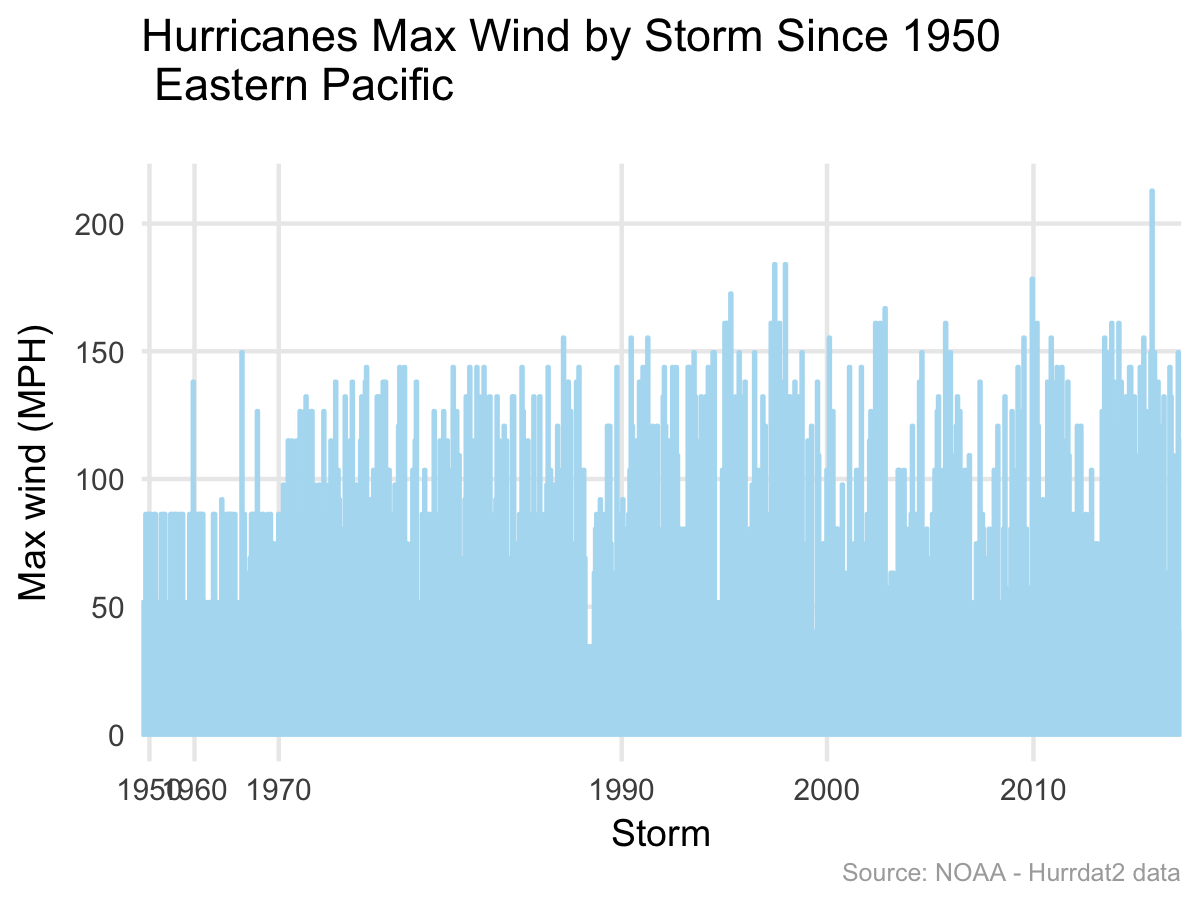 Hurricanes Max Wind by Storm Since 1950
Eastern Pacific
200
150
100
50
0
Max wind (MPH)
1950 1960 1970 1990 2000 2010
Storm
Source: NOAA - Hurrdat2 data